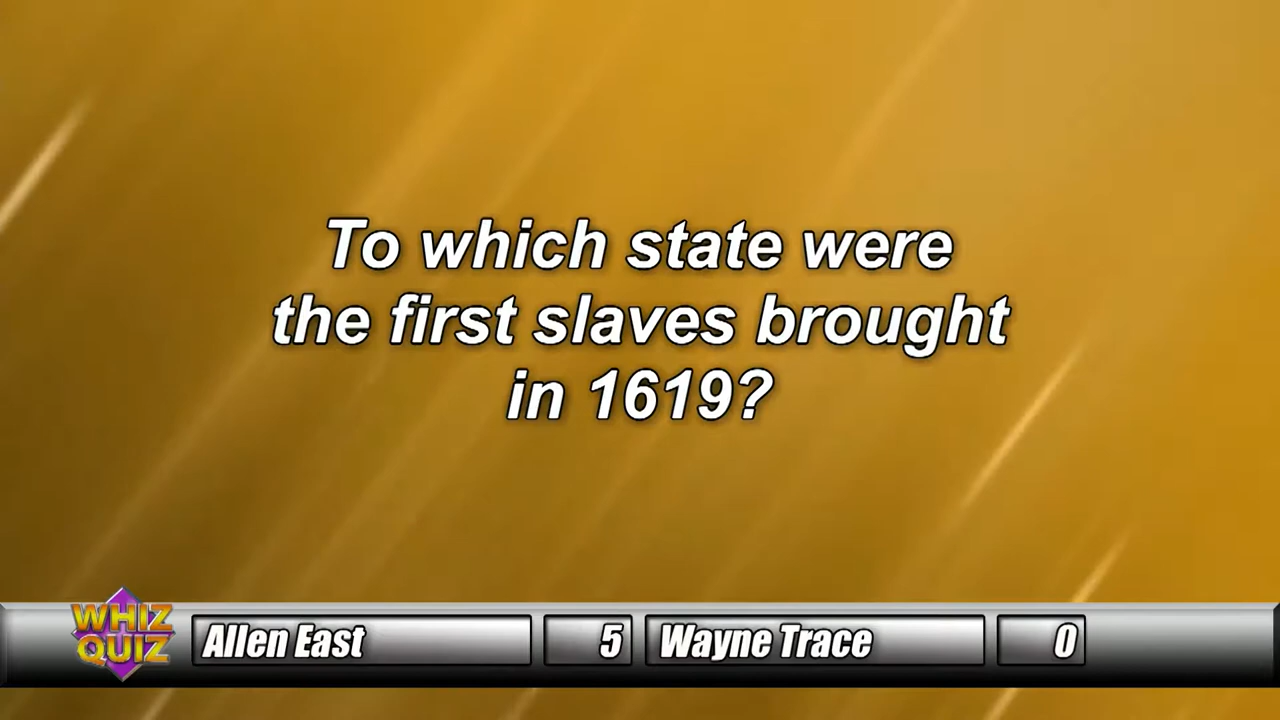 To which state were
the first slaves brought
in 1619?
WHIZ
QUIZ
Allen East 5 Wayne Trace 0